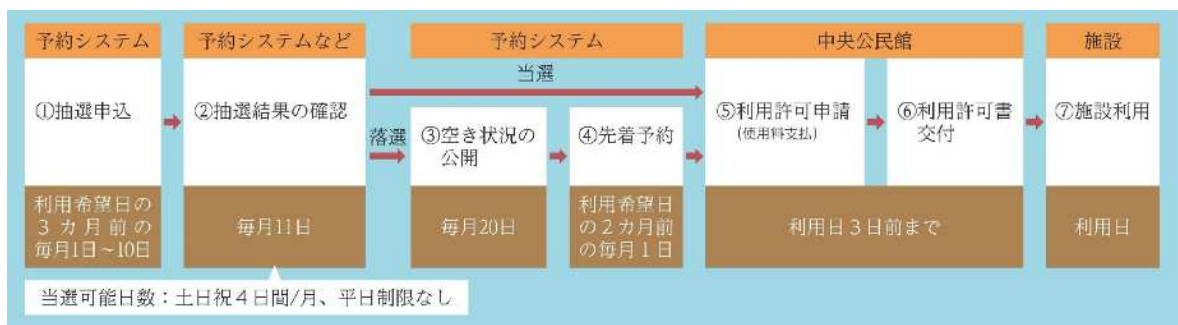 予約システム
①抽選申込
利用希望日の
3カ月前の
毎月1日～10日
予約システムなど
②抽選結果の確認
毎月11日
当選可能日数：土日祝4日間/月、平日制限なし
予約システム
当選
落選
③空き状況の
公開
毎月20日
④先着予約
利用希望日
の2カ月前
の毎月1日
中央公民館
⑤利用許可申請
(使用料支払)
⑥利用許可書
交付
利用日3日前まで
施設
⑦施設利用
利用日